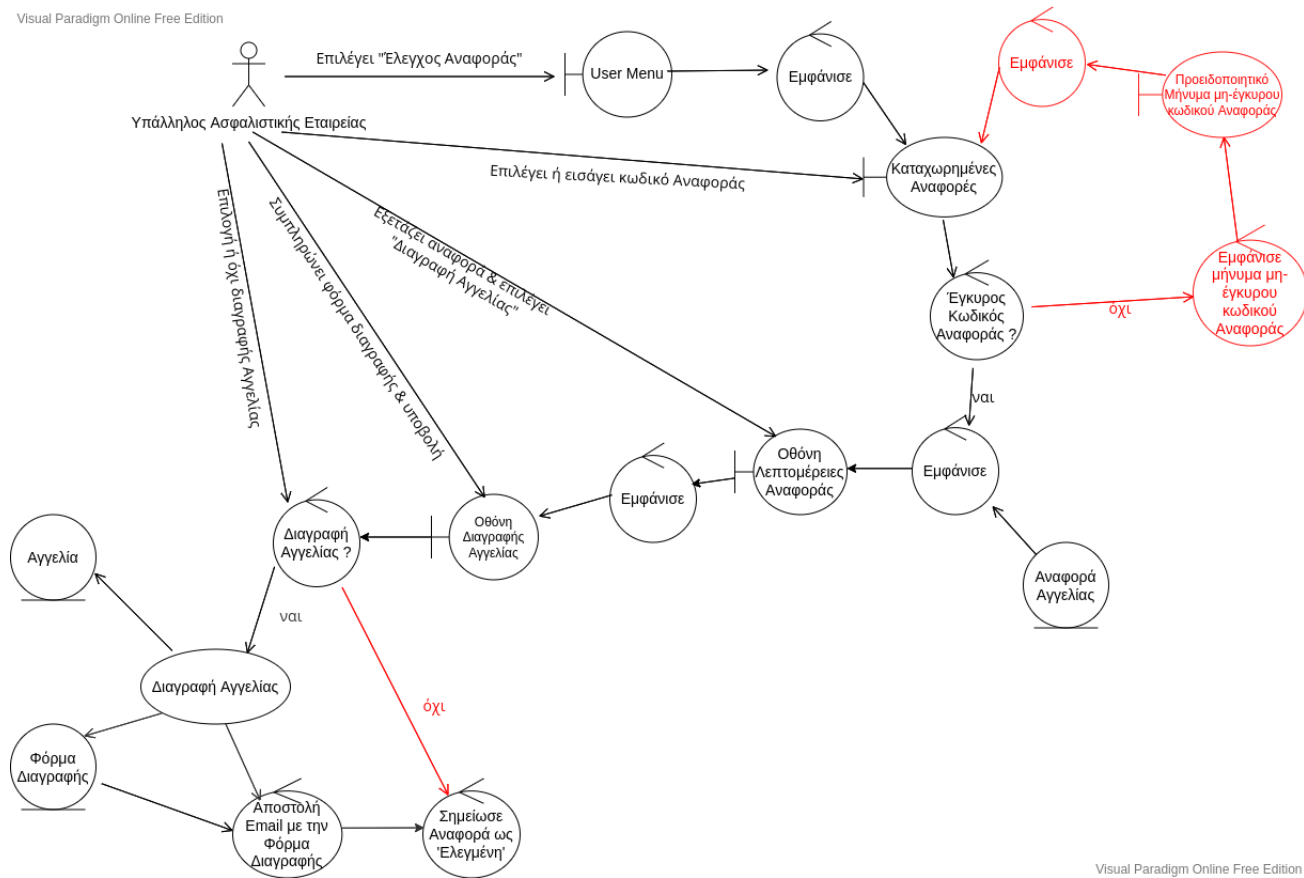 Visual Paradigm Online Free Edition
Επιλέγει "Έλεγχος Αναφοράς"
User Menu
Εμφάνισε
Εμφάνισε
Προειδοποιητικό
Μήνυμα μη-έγκυρου
κωδικού Αναφοράς
Υπάλληλος Ασφαλιστικής Εταιρείας
Επιλέγει ή εισάγει κωδικό Αναφοράς
Καταχωρημένες
Αναφορές
Επιλογή ή όχι διαγραφής Αγγελίας
Συμπληρώνει φόρμα διαγραφής & υποβολή
Εξετάζει αναφορά & επιλέγει
"Διαγραφή Αγγελίας"
Έγκυρος
Κωδικός
Αναφοράς ?
όχι
Εμφάνισε
μήνυμα μη-
έγκυρου
κωδικού
Αναφοράς
ναι
Οθόνη
Λεπτομέρειες
Αναφοράς
Εμφάνισε
Εμφάνισε
Οθόνη
Διαγραφής
Αγγελίας
Διαγραφή
Αγγελίας ?
Αγγελία
Αναφορά
Αγγελίας
ναι
Διαγραφή Αγγελίας
όχι
Φόρμα
Διαγραφής
Αποστολή
Email με την
Φόρμα
Διαγραφής
Σημείωσε
Αναφορά ως
'Ελεγμένη'
Visual Paradigm Online Free Edition